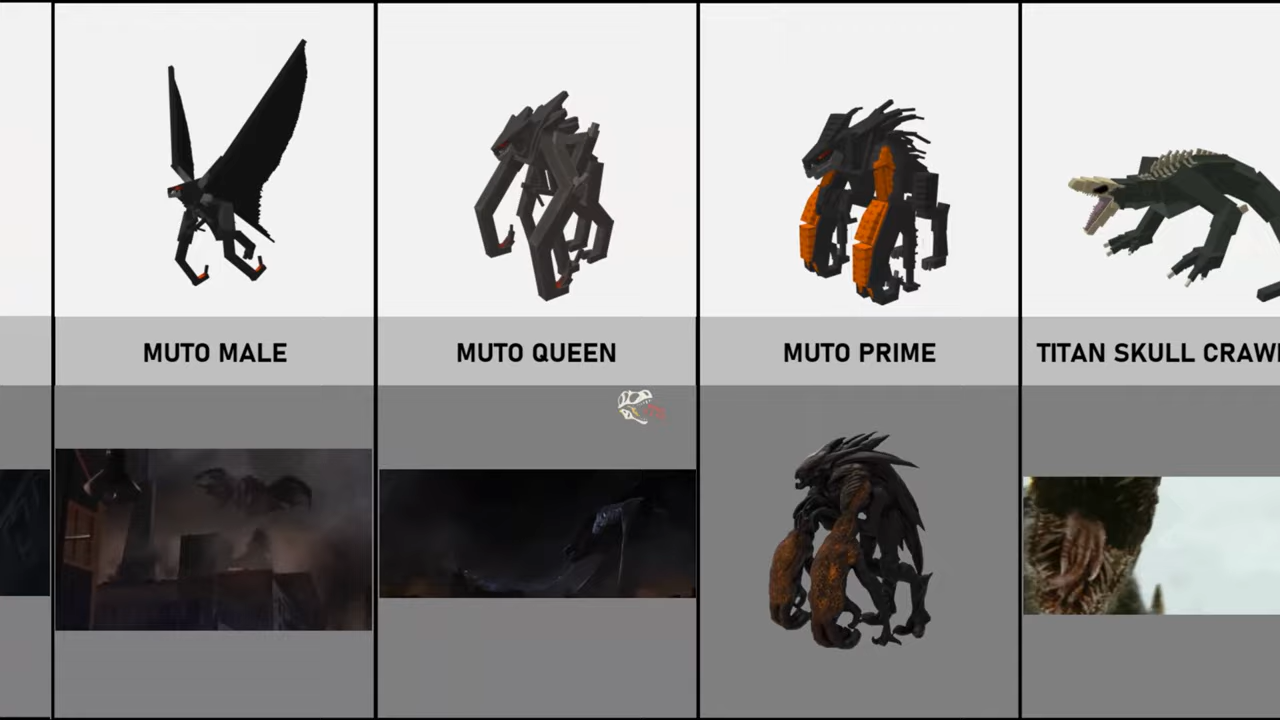 MUTO MALE
MUTO QUEEN
MUTO PRIME
TITAN SKULL CRAW